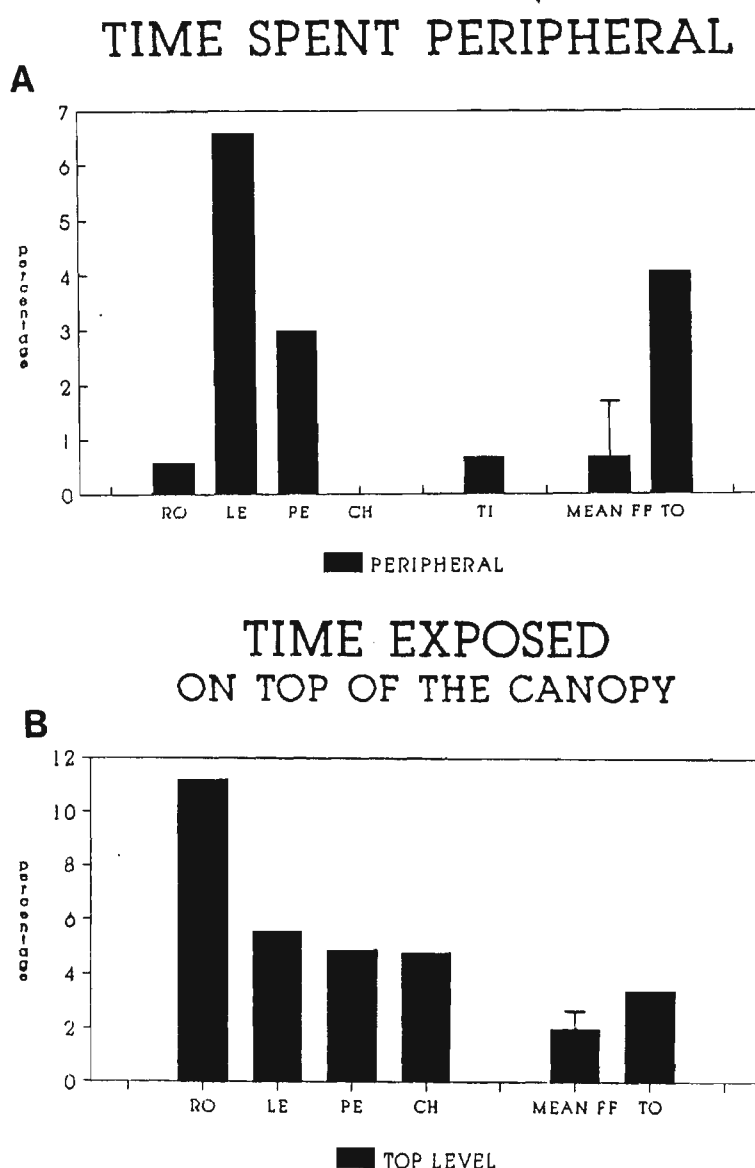 TIME SPENT PERIPHERAL
A
7
6
5
4
3
2
1
0
percentage
RO LE PE CH TI MEAN FF TO
PERIPHERAL
TIME EXPOSED
ON TOP OF THE CANOPY
B
12
10
8
6
4
2
0
percentage
RO LE PE CH MEAN FF TO
TOP LEVEL